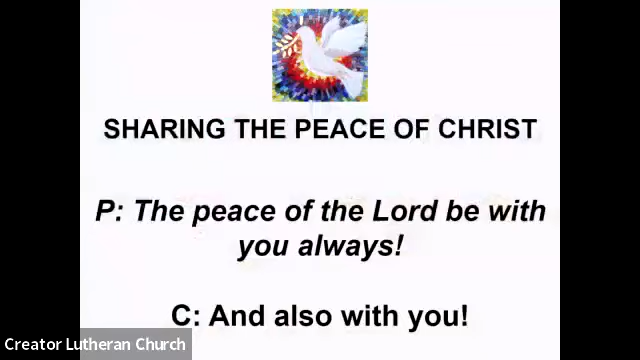 SHARING THE PEACE OF CHRIST
P: The peace of the Lord be with
you always!
C: And also with you!
Creator Lutheran Church